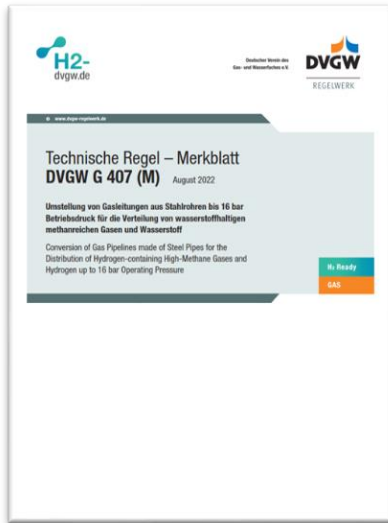 H2-
dvgw.de
Deutscher Verein des
Gas- und Wasserfaches e.V.
DVGW
REGELWERK
www.dvgw-regelwerk.de
Technische Regel – Merkblatt
DVGW G 407 (M) August 2022
Umstellung von Gasleitungen aus Stahlrohren bis 16 bar
Betriebsdruck für die Verteilung von wasserstoffhaltigen
methanreichen Gasen und Wasserstoff
Conversion of Gas Pipelines made of Steel Pipes for the
Distribution of Hydrogen-containing High-Methane Gases and
Hydrogen up to 16 bar Operating Pressure
H₂ Ready
GAS